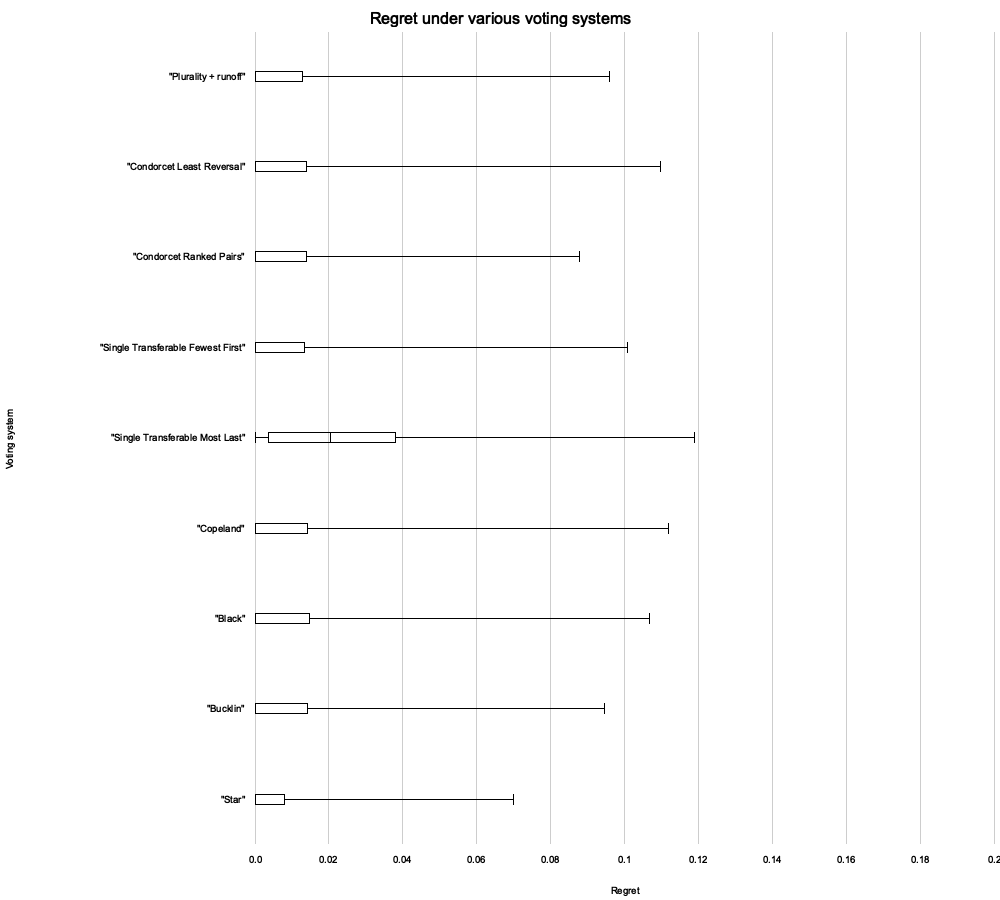 Regret under various voting systems
"Plurality + runoff"
"Condorcet Least Reversal"
"Condorcet Ranked Pairs"
"Single Transferable Fewest First"
"Single Transferable Most Last"
"Copeland"
"Black"
"Bucklin"
"Star"
Voting system
0.0 0.02 0.04 0.06 0.08 0.1 0.12 0.14 0.16 0.18 0.2
Regret